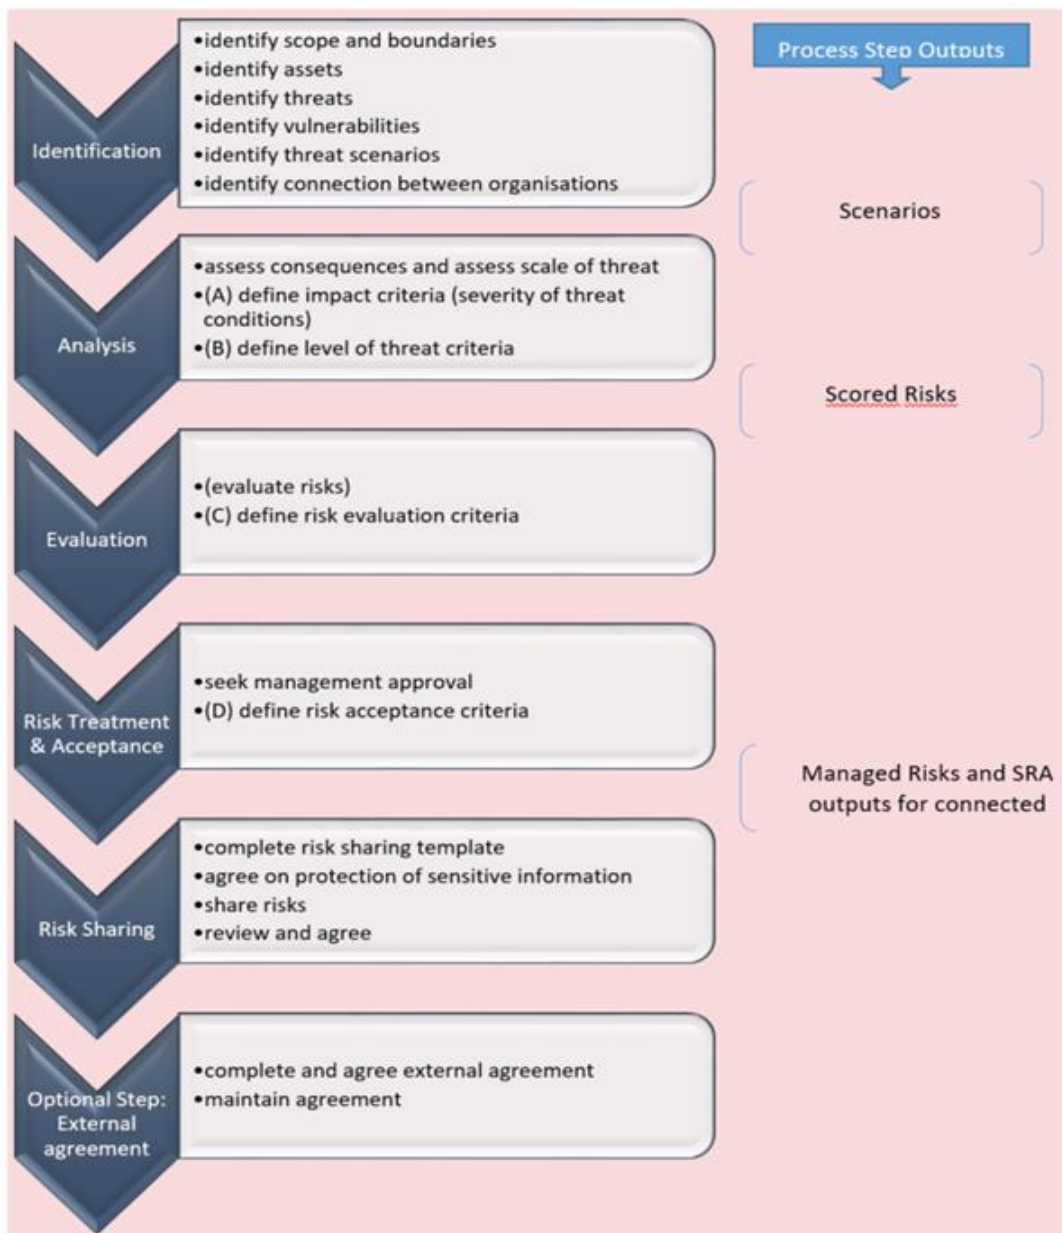 Process Step Outputs
Identification
•identify scope and boundaries
•identify assets
•identify threats
•identify vulnerabilities
•identify threat scenarios
•identify connection between organisations
Scenarios
Analysis
•assess consequences and assess scale of threat
•(A) define impact criteria (severity of threat
conditions)
•(B) define level of threat criteria
Scored Risks
Evaluation
•(evaluate risks)
•(C) define risk evaluation criteria
Risk Treatment
& Acceptance
•seek management approval
•(D) define risk acceptance criteria
Managed Risks and SRA
outputs for connected
Risk Sharing
•complete risk sharing template
•agree on protection of sensitive information
•share risks
•review and agree
Optional Step:
External
agreement
•complete and agree external agreement
•maintain agreement